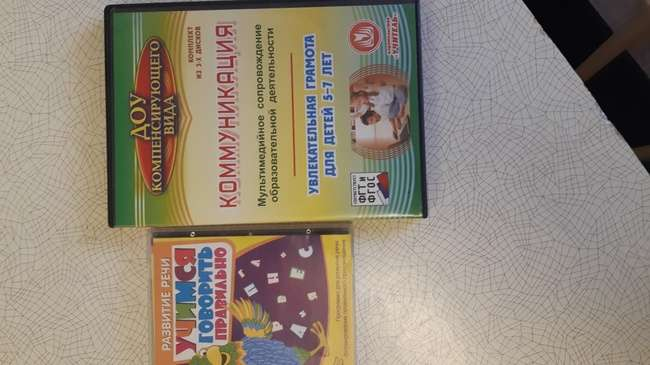 ДОУ
КОМПЕНСИРУЮЩЕГО
ВИДА
КОМПЛЕКТ
ИЗ 3-Х ДИСКОВ
КОММУНИКАЦИЯ
Мультимедийное сопровождение
образовательной деятельности
УВЛЕКАТЕЛЬНАЯ ГРАМОТА
ДЛЯ ДЕТЕЙ 5-7 ЛЕТ
УЧИТЕЛЬ
ФГТ И
ФГОС
РАЗВИТИЕ РЕЧИ
УЧИМСЯ
ГОВОРИТЬ
ПРАВИЛЬНО